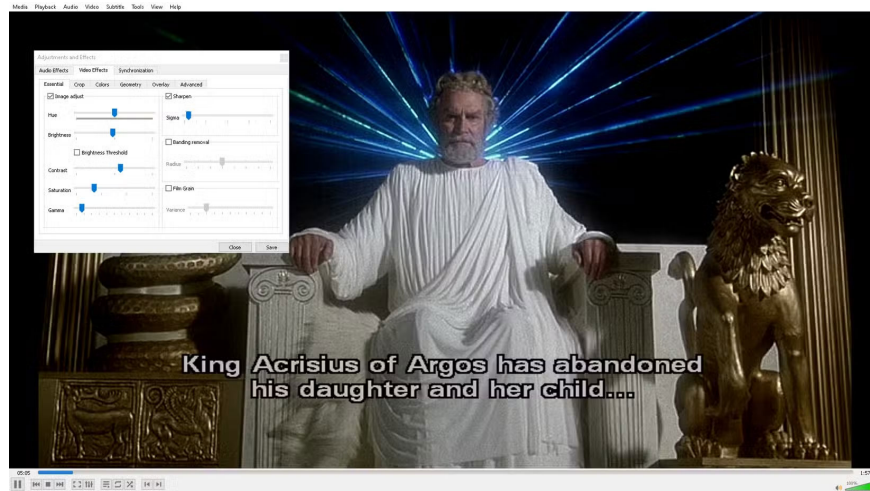 Media Playback Audio Video Subtitle Tools View Help
Adjustments and Effects
Audio Effects Video Effects Synchronization
Essential Crop Colors Geometry Overlay Advanced
Image adjust
Hue
Brightness
Brightness Threshold
Contrast
Saturation
Gamma
Sharpen
Sigma
Banding removal
Radius
Film Grain
Variance
Close Save
King Acrisius of Argos has abandoned
his daughter and her child...
05:05
100%